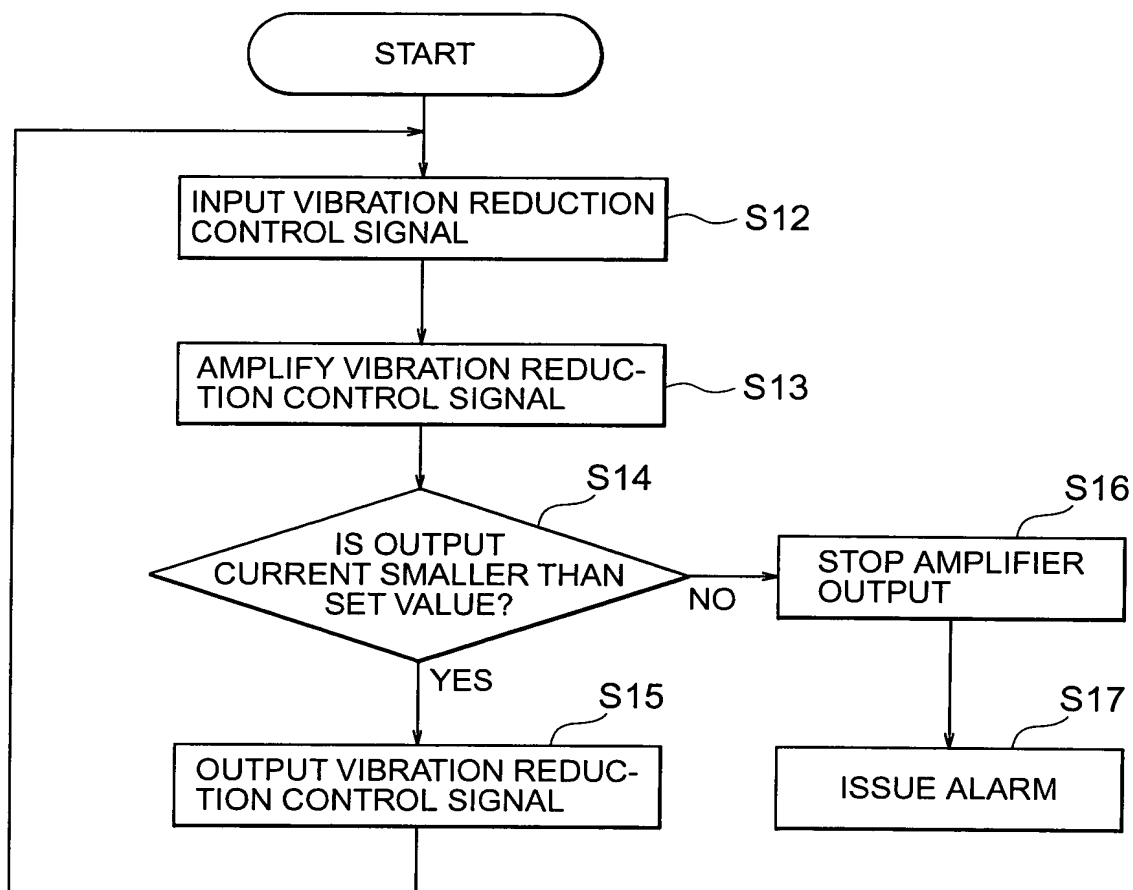 START
INPUT VIBRATION REDUCTION
CONTROL SIGNAL
S12
AMPLIFY VIBRATION REDUC-
TION CONTROL SIGNAL
S13
S14
IS OUTPUT
CURRENT SMALLER THAN
SET VALUE?
NO
YES
S16
STOP AMPLIFIER
OUTPUT
S15
OUTPUT VIBRATION REDUC-
TION CONTROL SIGNAL
S17
ISSUE ALARM